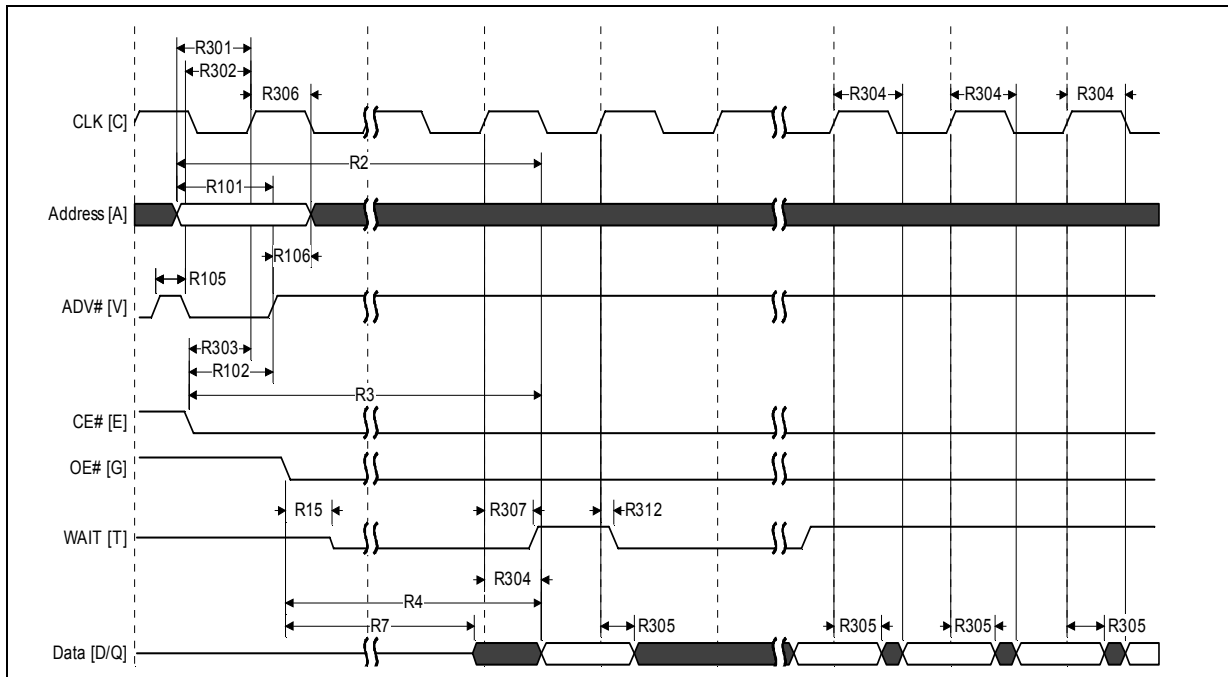 R301
R302
R306 R304 R304 R304
CLK [C]
R2
R101
Address [A]
R106
R105
ADV# [V]
R303
R102
R3
CE# [E]
OE# [G]
R15 R307 R312
WAIT [T]
R304
R4
R7 R305 R305 R305 R305
Data [D/Q]